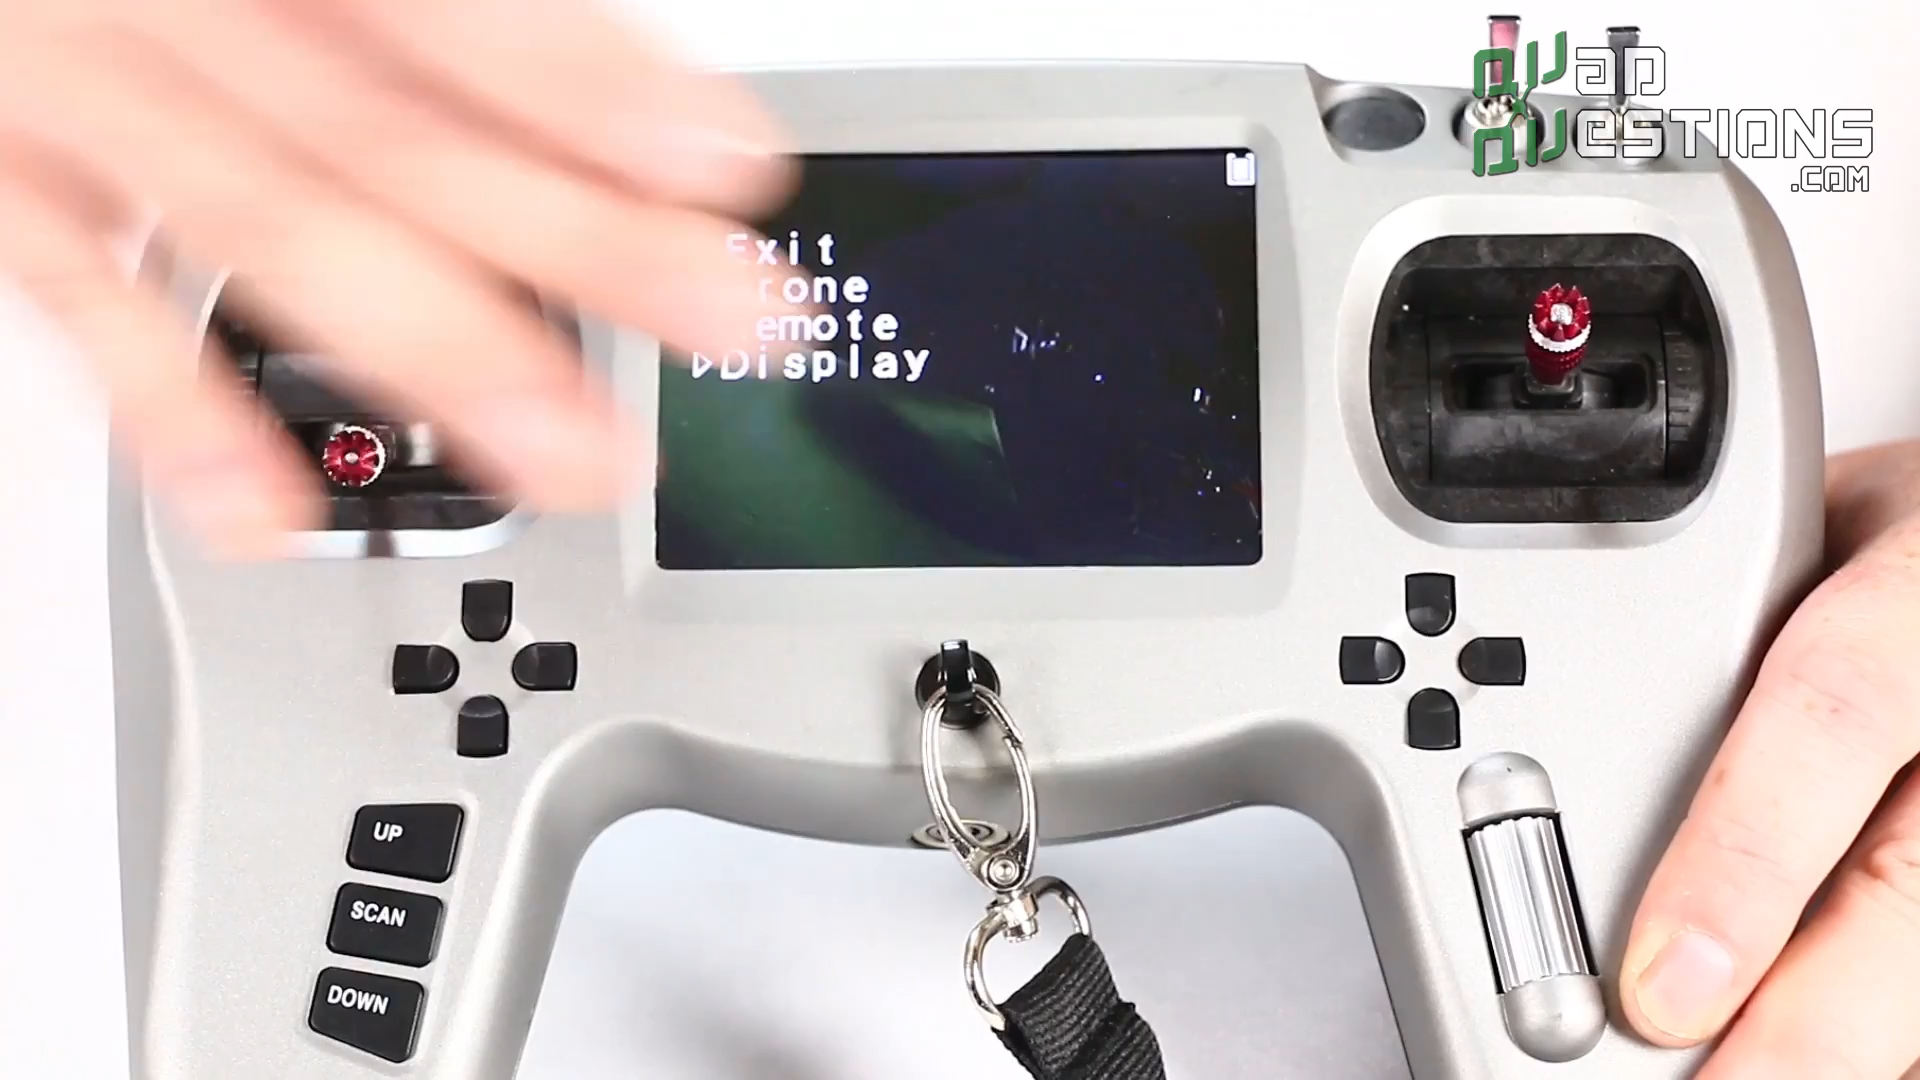 QUAD
QUESTIONS
.COM
Exit
rone
emote
▷Display
UP
SCAN
DOWN